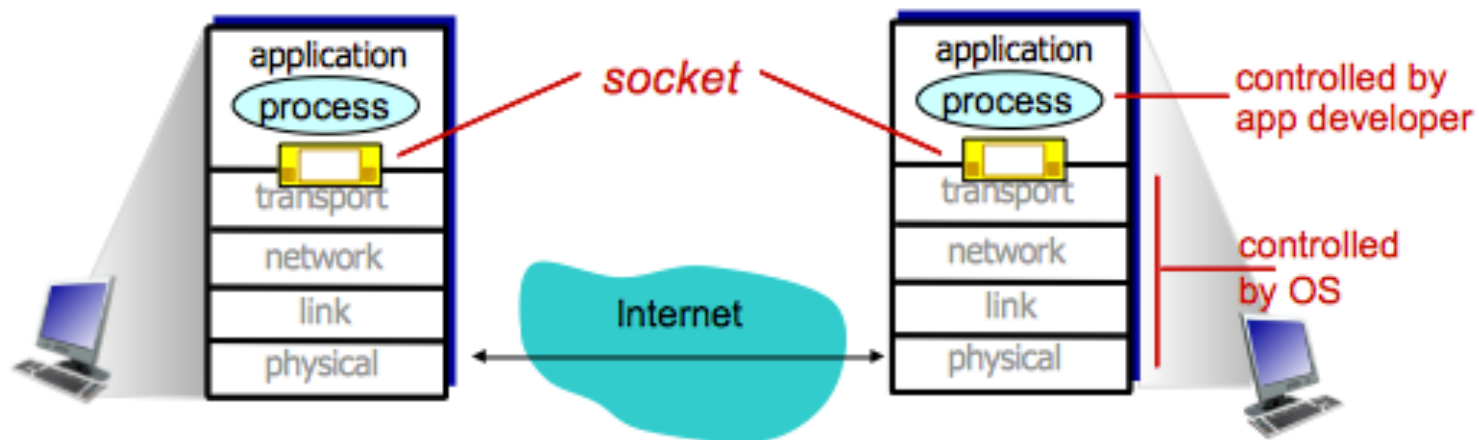 application
process
transport
network
link
physical
socket
Internet
application
process
transport
network
link
physical
controlled by
app developer
controlled
by OS